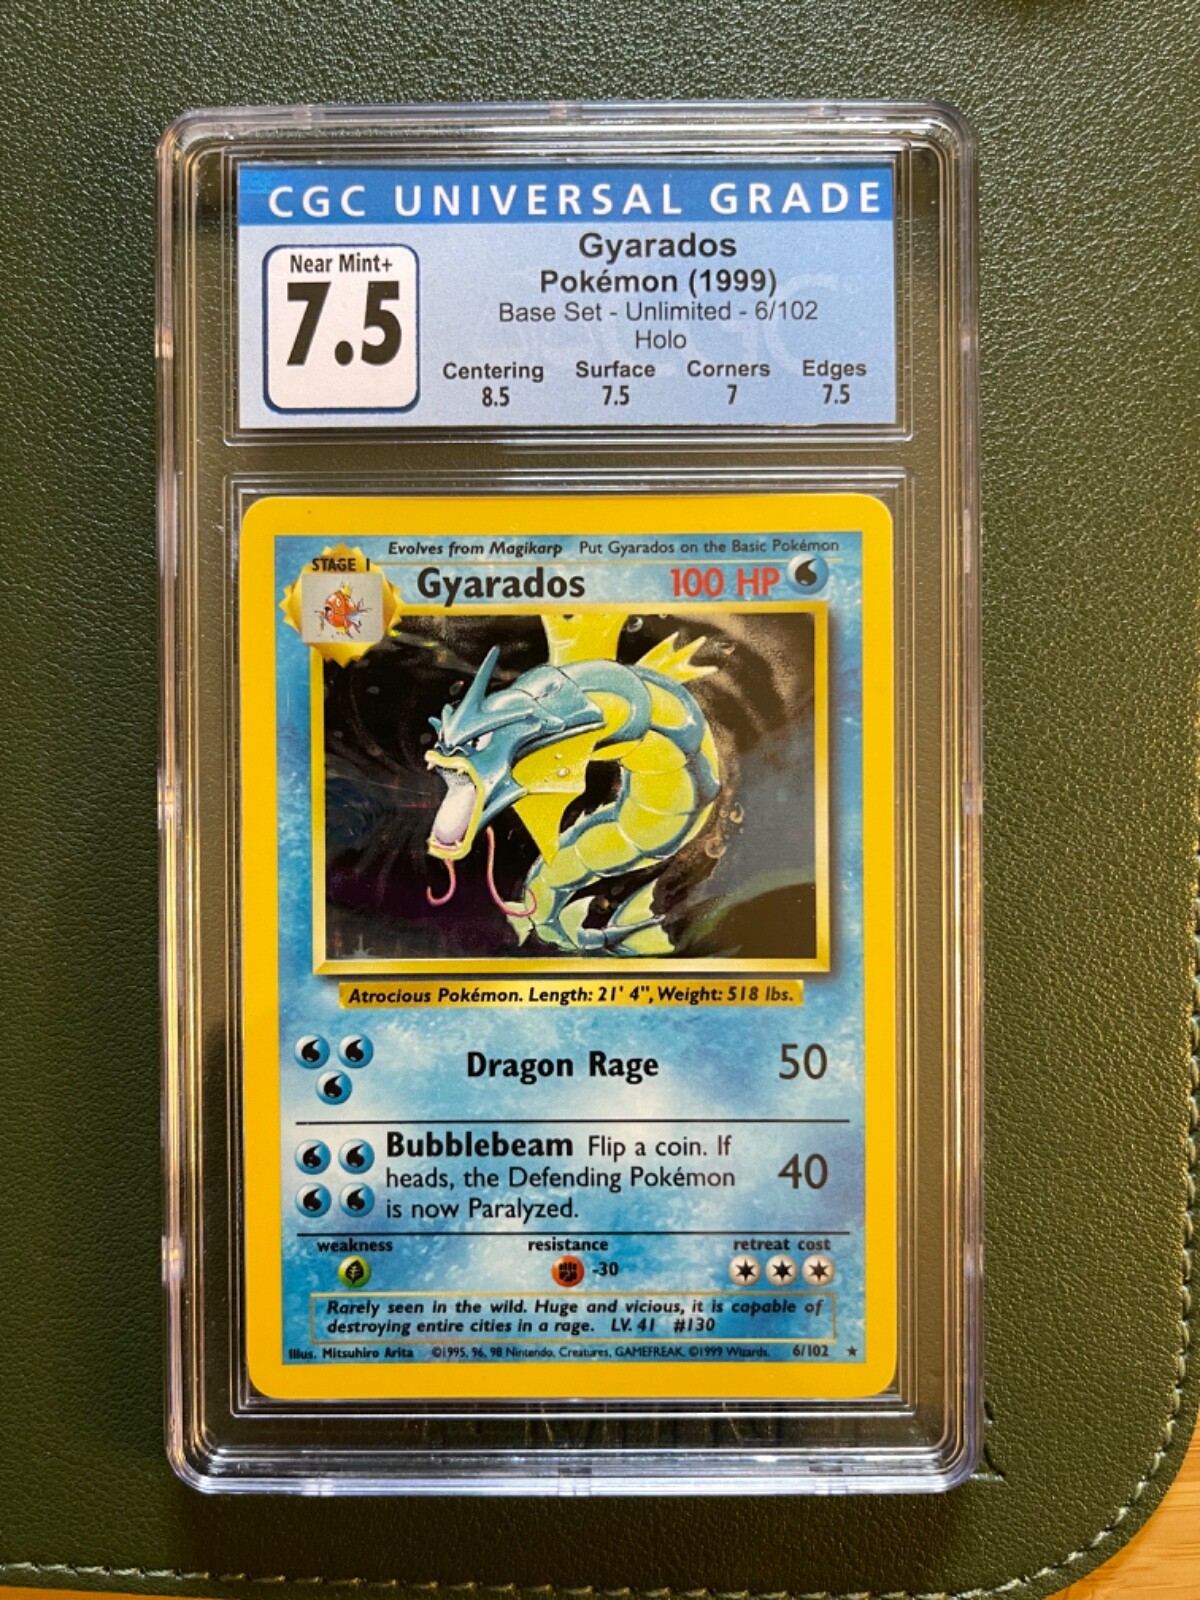 CGC UNIVERSAL GRADE
Near Mint+
7.5
Gyarados
Pokémon (1999)
Base Set - Unlimited - 6/102
Holo
Centering Surface Corners Edges
8.5 7.5 7 7.5
Evolves from Magikarp Put Gyarados on the Basic Pokémon
STAGE 1
Gyarados 100 HP
Atrocious Pokémon. Length: 21' 4", Weight: 518 lbs.
Dragon Rage 50
Bubblebeam Flip a coin. If
heads, the Defending Pokémon 40
is now Paralyzed.
weakness resistance retreat cost
-30
Rarely seen in the wild. Huge and vicious, it is capable of
destroying entire cities in a rage. LV. 41 #130
Illus. Mitsuhiro Arita ©1995, 96, 98 Nintendo, Creatures, GAMEFREAK. ©1999 Wizards. 6/102 ★